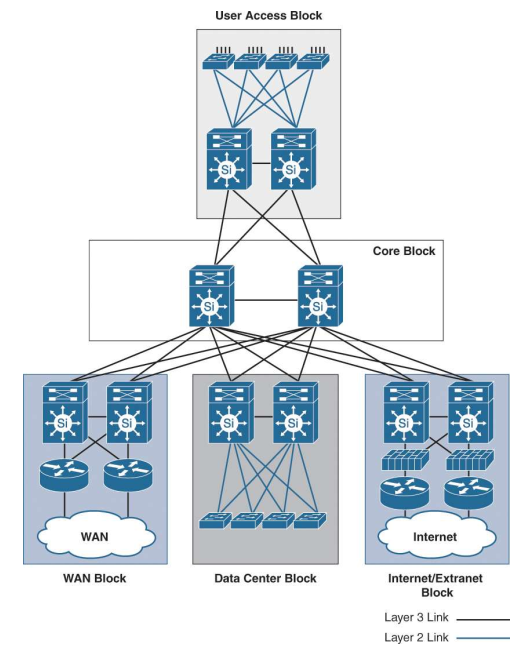 User Access Block
Si
Si
Core Block
Si
Si
Si
Si
Si
Si
Si
Si
WAN
Internet
WAN Block
Data Center Block
Internet/Extranet
Block
Layer 3 Link
Layer 2 Link